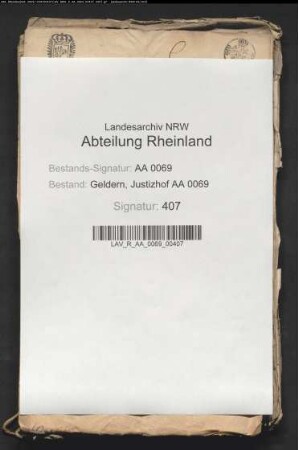 Landesarchiv NRW
Abteilung Rheinland
Bestands-Signatur: AA 0069
Bestand: Geldern, Justizhof AA 0069
Signatur: 407
LAV_R_AA_0069_00407